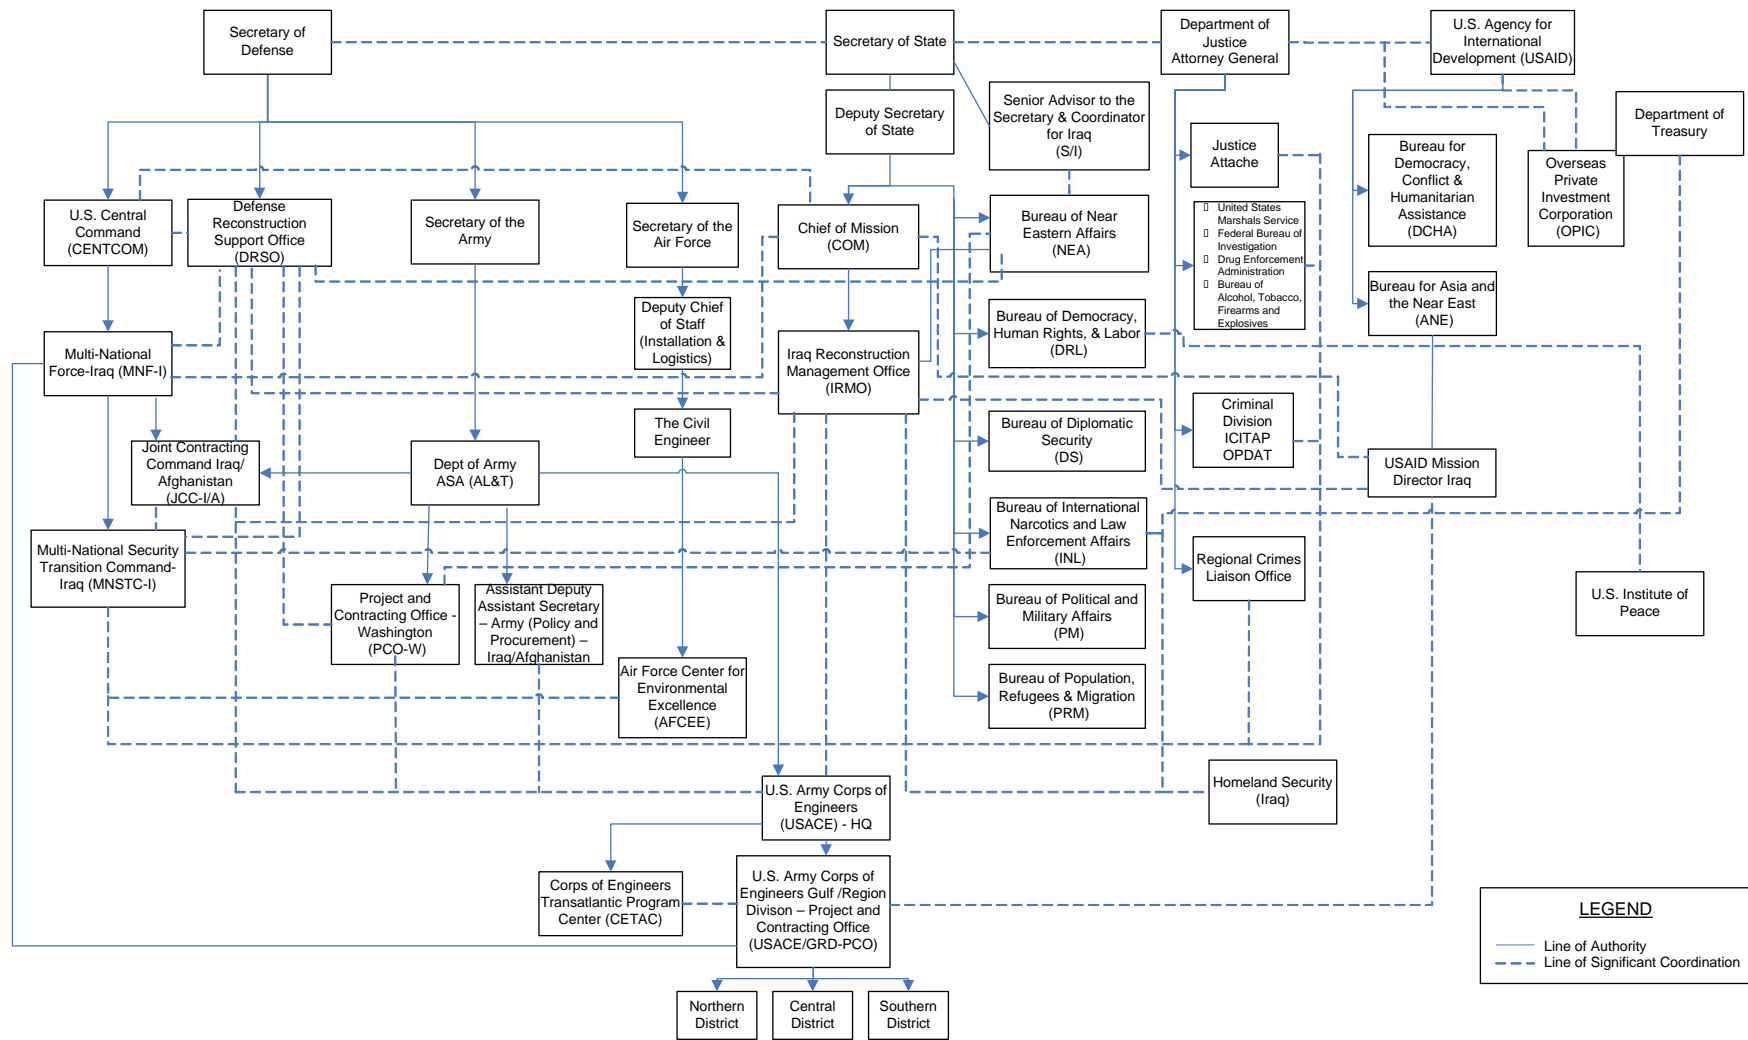 Secretary of
Defense
Secretary of State
Department of
Justice
Attorney General
U.S. Agency for
International
Development (USAID)
Deputy Secretary
of State
Senior Advisor to the
Secretary & Coordinator
for Iraq
(S/I)
Department of
Treasury
Justice
Attache
Bureau for
Democracy,
Conflict &
Humanitarian
Assistance
(DCHA)
Overseas
Private
Investment
Corporation
(OPIC)
U.S. Central
Command
(CENTCOM)
Defense
Reconstruction
Support Office
(DRSO)
Secretary of the
Army
Secretary of the
Air Force
Chief of Mission
(COM)
Bureau of Near
Eastern Affairs
(NEA)
United States
Marshals Service
Federal Bureau of
Investigation
Drug Enforcement
Administration
Bureau of
Alcohol, Tobacco,
Firearms and
Explosives
Bureau for Asia and
the Near East
(ANE)
Deputy Chief
of Staff
(Installation &
Logistics)
Multi-National
Force-Iraq (MNF-I)
Iraq Reconstruction
Management Office
(IRMO)
Bureau of Democracy,
Human Rights, & Labor
(DRL)
The Civil
Engineer
Bureau of Diplomatic
Security
(DS)
Criminal
Division
ICITAP
OPDAT
Joint Contracting
Command Iraq/
Afghanistan
(JCC-I/A)
Dept of Army
ASA (AL&T)
USAID Mission
Director Iraq
Multi-National Security
Transition Command-
Iraq (MNSTC-I)
Bureau of International
Narcotics and Law
Enforcement Affairs
(INL)
Regional Crimes
Liaison Office
Project and
Contracting Office -
Washington
(PCO-W)
Assistant Deputy
Assistant Secretary
– Army (Policy and
Procurement) –
Iraq/Afghanistan
Bureau of Political and
Military Affairs
(PM)
U.S. Institute of
Peace
Air Force Center for
Environmental
Excellence
(AFCEE)
Bureau of Population,
Refugees & Migration
(PRM)
U.S. Army Corps of
Engineers
(USACE) - HQ
Homeland Security
(Iraq)
Corps of Engineers
Transatlantic Program
Center (CETAC)
U.S. Army Corps of
Engineers Gulf /Region
Divison – Project and
Contracting Office
(USACE/GRD-PCO)
Northern
District
Central
District
Southern
District
LEGEND
Line of Authority
Line of Significant Coordination